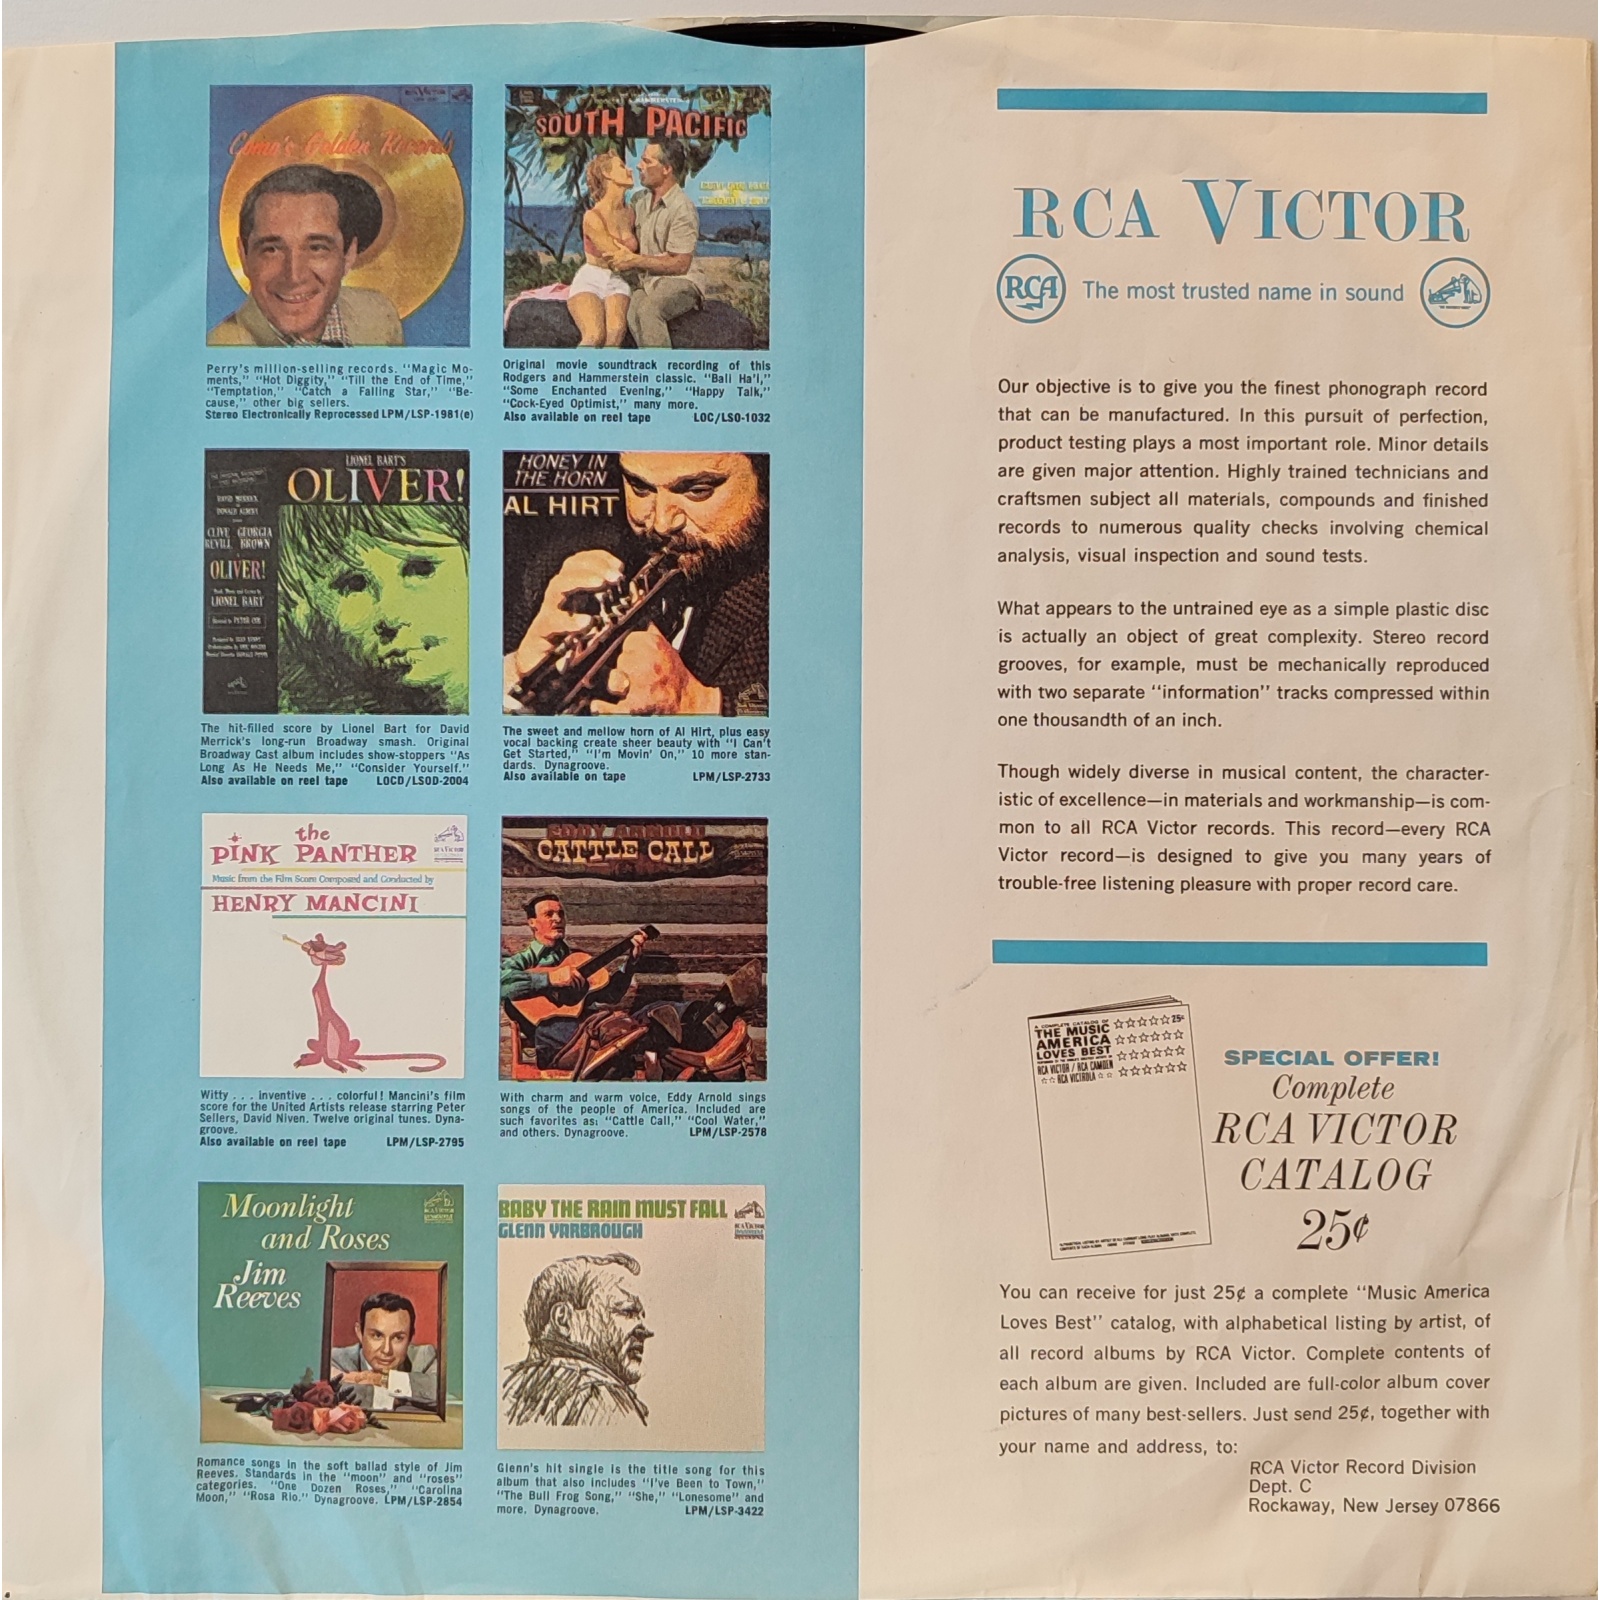 Como's Golden Records
Perry's million-selling records. "Magic Mo-
ments," "Hot Diggity," "Till the End of Time,"
"Temptation," "Catch a Falling Star," "Be-
cause," other big sellers.
Stereo Electronically Reprocessed LPM/LSP-1981(e)
SOUTH PACIFIC
Original movie soundtrack recording of this
Rodgers and Hammerstein classic. "Bali Ha'i,"
"Some Enchanted Evening," "Happy Talk,"
"Cock-Eyed Optimist," many more.
Also available on reel tape LOC/LSO-1032
LIONEL BART'S
OLIVER!
CLIVE GEORGIA
REVILL BROWN
OLIVER!
LIONEL BART
The hit-filled score by Lionel Bart for David
Merrick's long-run Broadway smash. Original
Broadway Cast album includes show-stoppers "As
Long As He Needs Me," "Consider Yourself."
Also available on reel tape LOCD/LSOD-2004
HONEY IN
THE HORN
AL HIRT
The sweet and mellow horn of Al Hirt, plus easy
vocal backing create sheer beauty with "I Can't
Get Started," "I'm Movin' On," 10 more stan-
dards. Dynagroove.
Also available on tape LPM/LSP-2733
the
PINK PANTHER
Music from the Film Score Composed and Conducted by
HENRY MANCINI
Witty . . . inventive . . . colorful! Mancini's film
score for the United Artists release starring Peter
Sellers, David Niven. Twelve original tunes. Dyna-
groove.
Also available on reel tape LPM/LSP-2795
EDDY ARNOLD
CATTLE CALL
With charm and warm voice, Eddy Arnold sings
songs of the people of America. Included are
such favorites as: "Cattle Call," "Cool Water,"
and others. Dynagroove. LPM/LSP-2578
Moonlight
and Roses
Jim
Reeves
Romance songs in the soft ballad style of Jim
Reeves. Standards in the "moon" and "roses"
categories. "One Dozen Roses," "Carolina
Moon," "Rosa Rio." Dynagroove. LPM/LSP-2854
BABY THE RAIN MUST FALL
GLENN YARBROUGH
Glenn's hit single is the title song for this
album that also includes "I've Been to Town,"
"The Bull Frog Song," "She," "Lonesome" and
more. Dynagroove. LPM/LSP-3422
RCA VICTOR
RCA The most trusted name in sound
Our objective is to give you the finest phonograph record
that can be manufactured. In this pursuit of perfection,
product testing plays a most important role. Minor details
are given major attention. Highly trained technicians and
craftsmen subject all materials, compounds and finished
records to numerous quality checks involving chemical
analysis, visual inspection and sound tests.
What appears to the untrained eye as a simple plastic disc
is actually an object of great complexity. Stereo record
grooves, for example, must be mechanically reproduced
with two separate "information" tracks compressed within
one thousandth of an inch.
Though widely diverse in musical content, the character-
istic of excellence—in materials and workmanship—is com-
mon to all RCA Victor records. This record—every RCA
Victor record—is designed to give you many years of
trouble-free listening pleasure with proper record care.
A COMPLETE CATALOG OF
THE MUSIC
AMERICA
LOVES BEST
RCA VICTOR / RCA CAMDEN
☆☆ RCA VICTROLA ☆☆
25¢
SPECIAL OFFER!
Complete
RCA VICTOR
CATALOG
25¢
You can receive for just 25¢ a complete "Music America
Loves Best" catalog, with alphabetical listing by artist, of
all record albums by RCA Victor. Complete contents of
each album are given. Included are full-color album cover
pictures of many best-sellers. Just send 25¢, together with
your name and address, to:
RCA Victor Record Division
Dept. C
Rockaway, New Jersey 07866